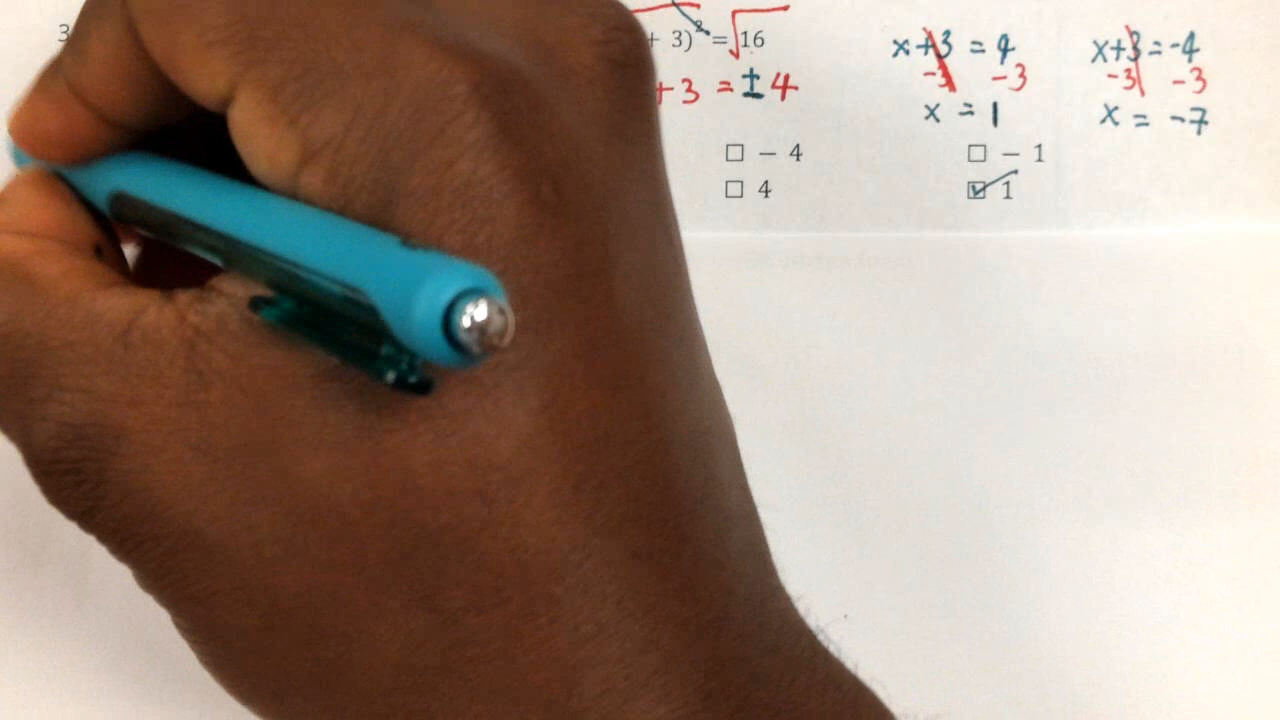 3
+ 3)² = √16
+3 = ±4
x+3 = 4
-3 -3
x = 1
x+3=-4
-3 -3
x = -7
☐ − 4 ☐ − 1
☐ 4 ☑ 1